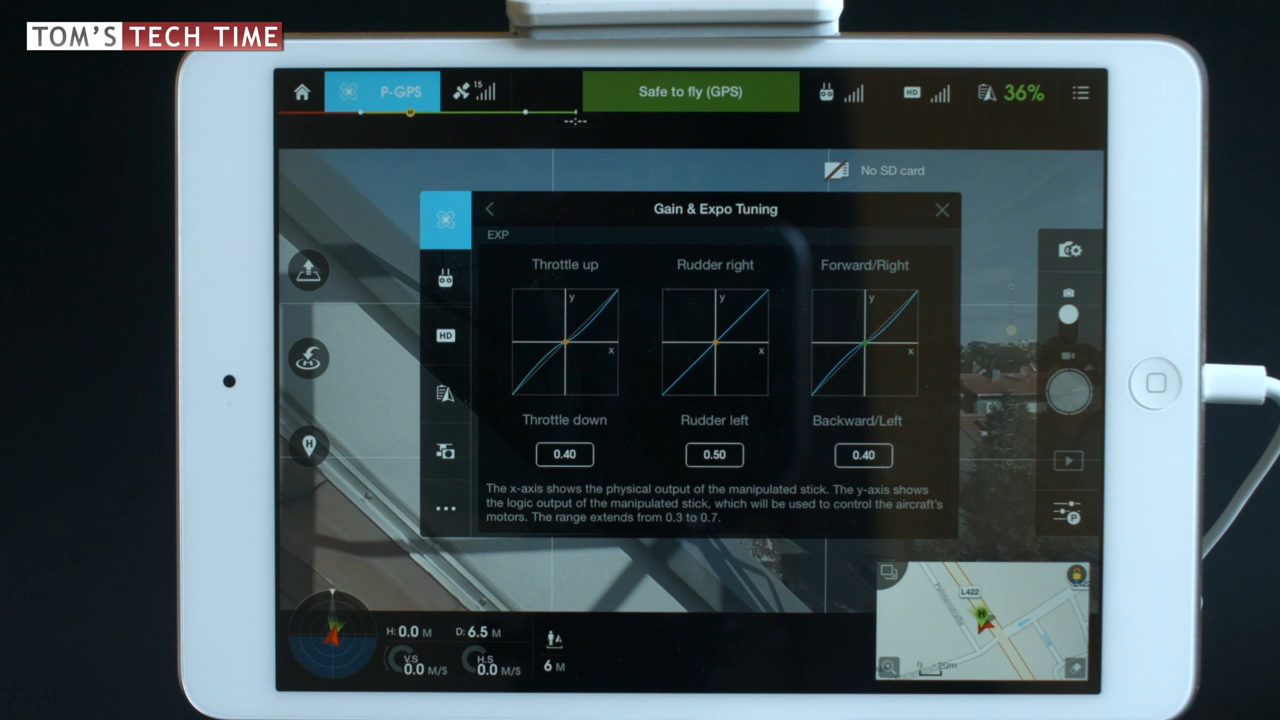 TOM'S TECH TIME
P-GPS
15
Safe to fly (GPS)
HD
36%
H
--:--
No SD card
Gain & Expo Tuning
EXP
Throttle up
Rudder right
Forward/Right
y
y
y
x
x
x
HD
H
Throttle down
Rudder left
Backward/Left
0.40
0.50
0.40
The x-axis shows the physical output of the manipulated stick. The y-axis shows
the logic output of the manipulated stick, which will be used to control the aircraft's
motors. The range extends from 0.3 to 0.7.
P
L422
H
H: 0.0 M
D: 6.5 M
V.S
0.0 M/S
H.S
0.0 M/S
6 M
0
20m